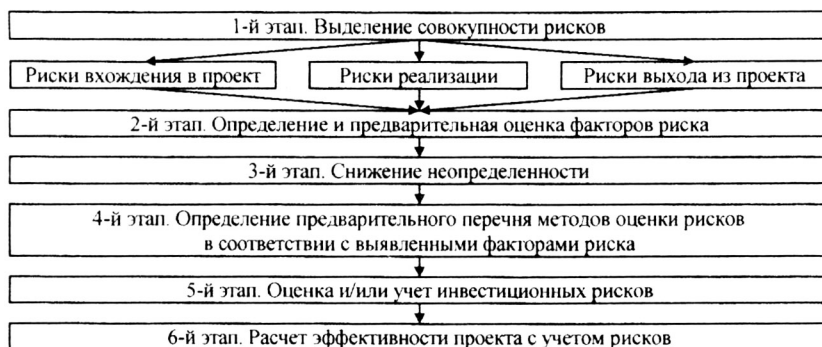 1-й этап. Выделение совокупности рисков
Риски вхождения в проект
Риски реализации
Риски выхода из проекта
2-й этап. Определение и предварительная оценка факторов риска
3-й этап. Снижение неопределенности
4-й этап. Определение предварительного перечня методов оценки рисков
в соответствии с выявленными факторами риска
5-й этап. Оценка и/или учет инвестиционных рисков
6-й этап. Расчет эффективности проекта с учетом рисков